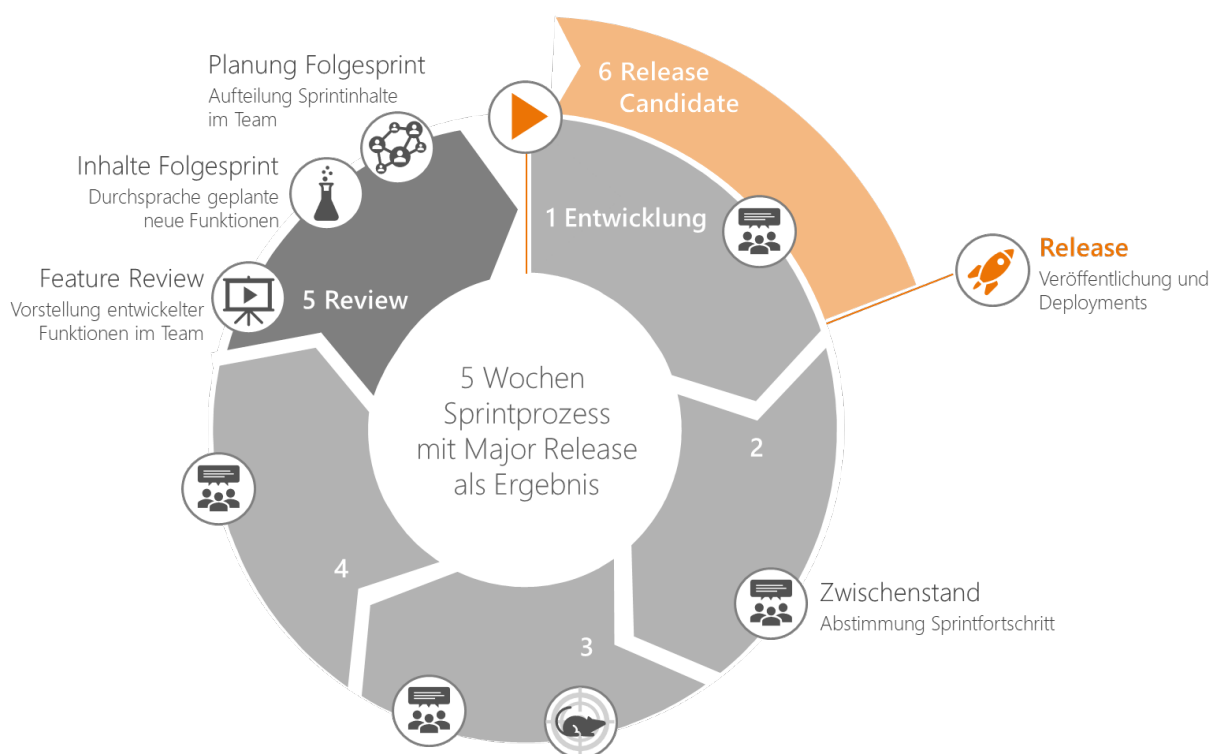 Planung Folgesprint
Aufteilung Sprintinhalte
im Team
Inhalte Folgesprint
Durchsprache geplante
neue Funktionen
Feature Review
Vorstellung entwickelter
Funktionen im Team
6 Release
Candidate
1 Entwicklung
Release
Veröffentlichung und
Deployments
5 Review
5 Wochen
Sprintprozess
mit Major Release
als Ergebnis
2
Zwischenstand
Abstimmung Sprintfortschritt
3
4